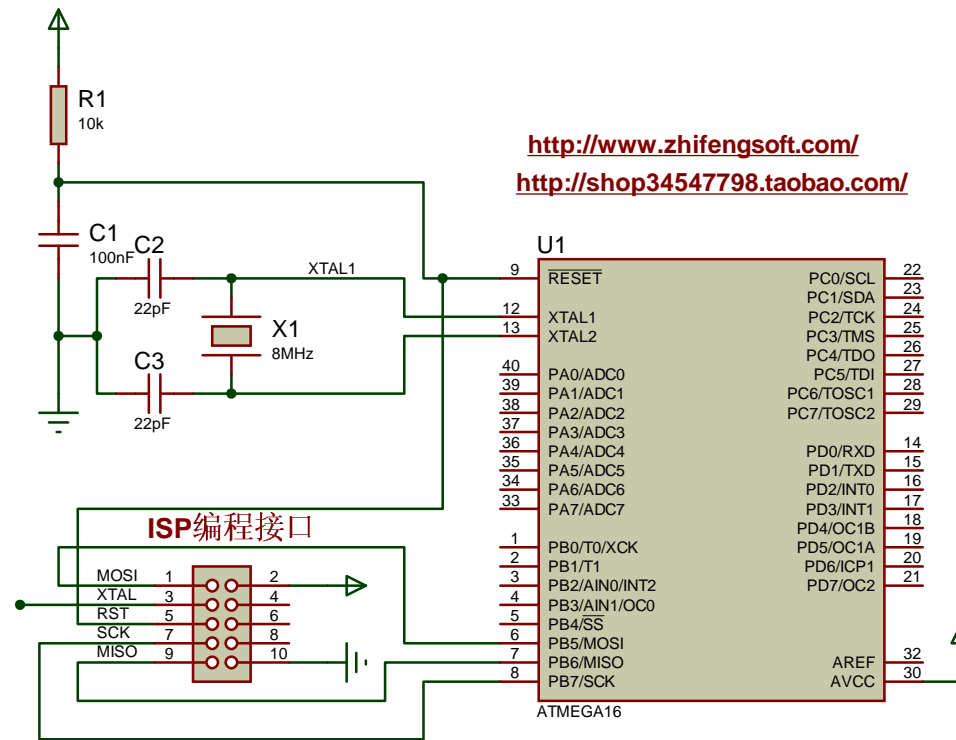 R1
10k
http://www.zhifengsoft.com/
http://shop34547798.taobao.com/
C1
100nF
C2
22pF
XTAL1
X1
8MHz
C3
22pF
U1
9 RESET
12 XTAL1
13 XTAL2
40 PA0/ADC0
39 PA1/ADC1
38 PA2/ADC2
37 PA3/ADC3
36 PA4/ADC4
35 PA5/ADC5
34 PA6/ADC6
33 PA7/ADC7
1 PB0/T0/XCK
2 PB1/T1
3 PB2/AIN0/INT2
4 PB3/AIN1/OC0
5 PB4/SS
6 PB5/MOSI
7 PB6/MISO
8 PB7/SCK
PC0/SCL 22
PC1/SDA 23
PC2/TCK 24
PC3/TMS 25
PC4/TDO 26
PC5/TDI 27
PC6/TOSC1 28
PC7/TOSC2 29
PD0/RXD 14
PD1/TXD 15
PD2/INT0 16
PD3/INT1 17
PD4/OC1B 18
PD5/OC1A 19
PD6/ICP1 20
PD7/OC2 21
AREF 32
AVCC 30
ATMEGA16
ISP编程接口
MOSI 1 2
XTAL 3 4
RST 5 6
SCK 7 8
MISO 9 10